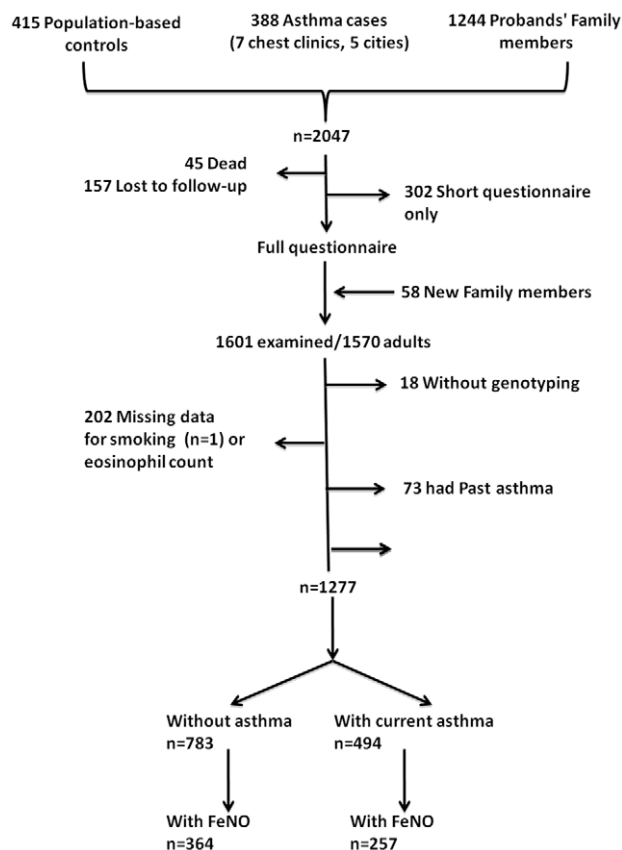 415 Population-based
controls
388 Asthma cases
(7 chest clinics, 5 cities)
1244 Probands' Family
members
n=2047
45 Dead
157 Lost to follow-up
302 Short questionnaire
only
Full questionnaire
58 New Family members
1601 examined/1570 adults
18 Without genotyping
202 Missing data
for smoking (n=1) or
eosinophil count
73 had Past asthma
n=1277
Without asthma
n=783
With current asthma
n=494
With FeNO
n=364
With FeNO
n=257